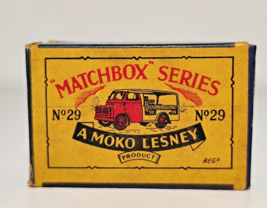 "MATCHBOX" SERIES
Nº29 Nº29
A MOKO LESNEY
PRODUCT
REGD